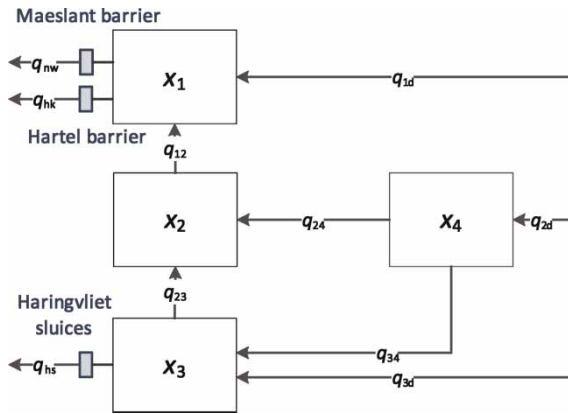 Maeslant barrier
q_nw
x_1
q_1d
q_hk
Hartel barrier
q_12
x_2
q_24
x_4
q_2d
q_23
Haringvliet
sluices
q_34
q_hs
x_3
q_3d